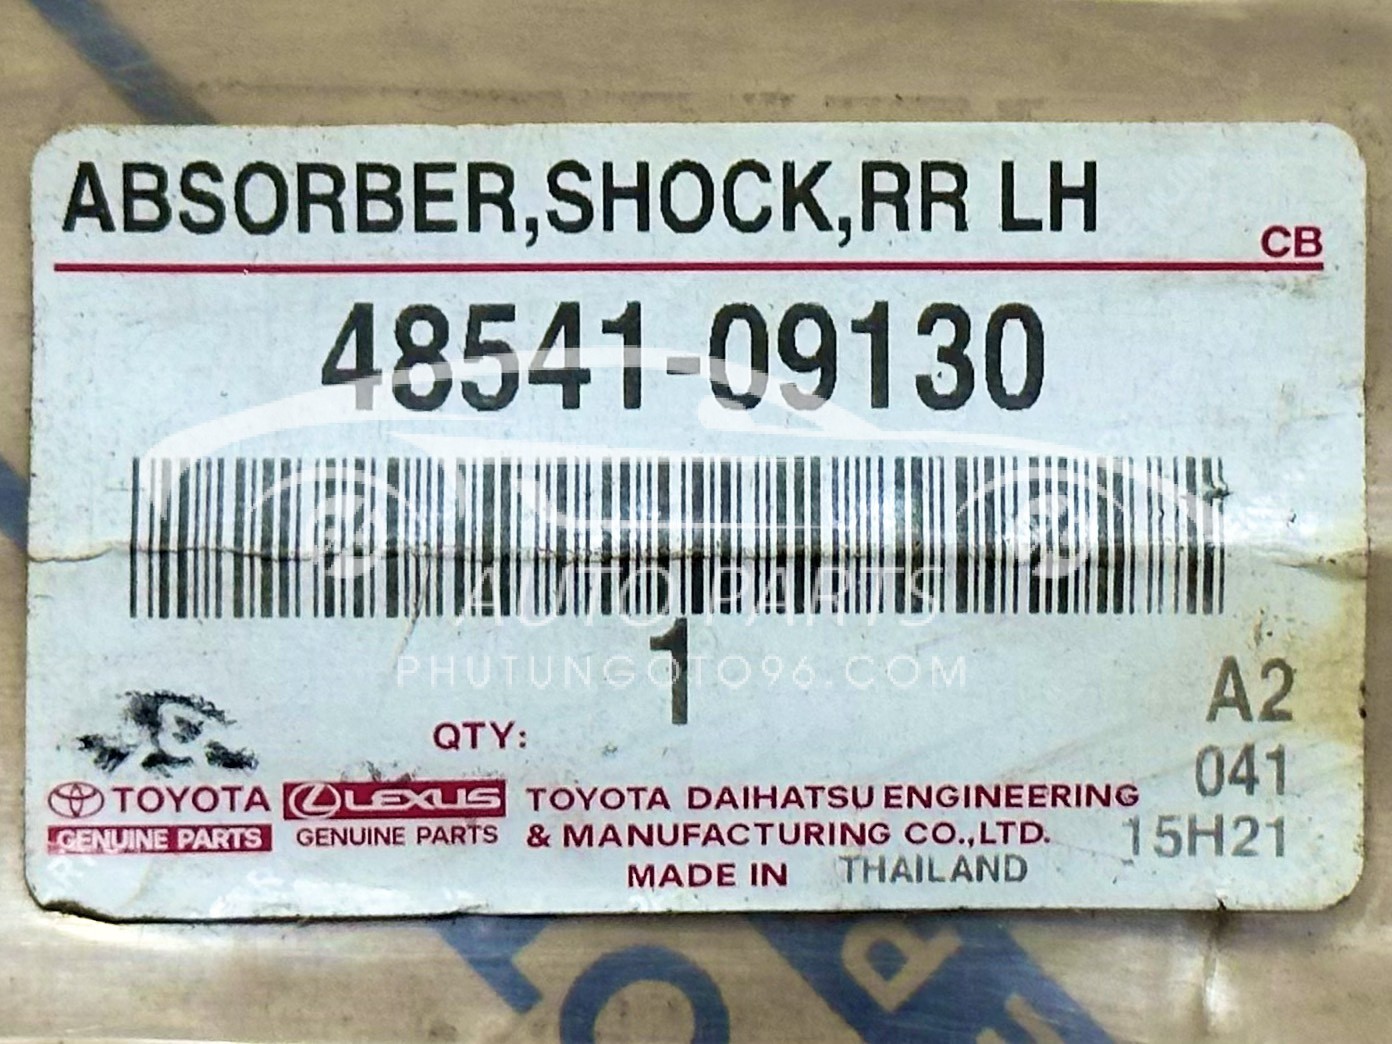 ABSORBER,SHOCK,RR LH
CB
48541-09130
AUTO PARTS
1
PHUTUNGOTO96.COM
A2
QTY:
041
TOYOTA
GENUINE PARTS
LEXUS
GENUINE PARTS
TOYOTA DAIHATSU ENGINEERING
& MANUFACTURING CO.,LTD.
15H21
MADE IN THAILAND